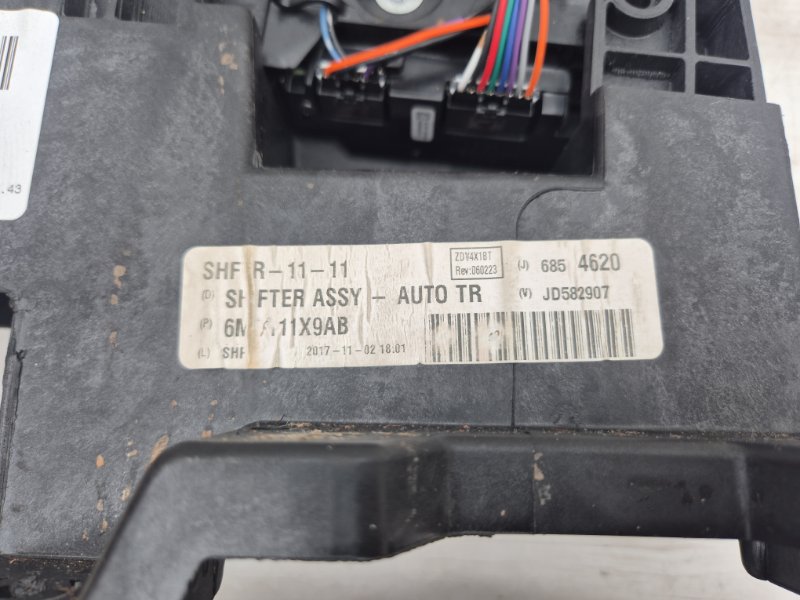 .43
SHF R-11-11
ZDV4X18T
Rev:060223
(J) 685 4620
(D) SH FTER ASSY - AUTO TR
(V) JD582907
(P) 11X9AB
(L) SHF 2017-11-02 18.01